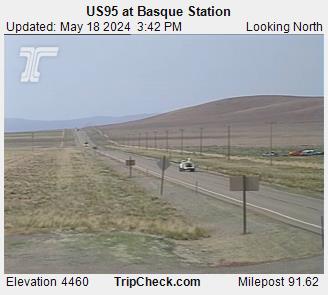 US95 at Basque Station
Updated: May 18 2024 3:42 PM Looking North
Elevation 4460 TripCheck.com Milepost 91.62